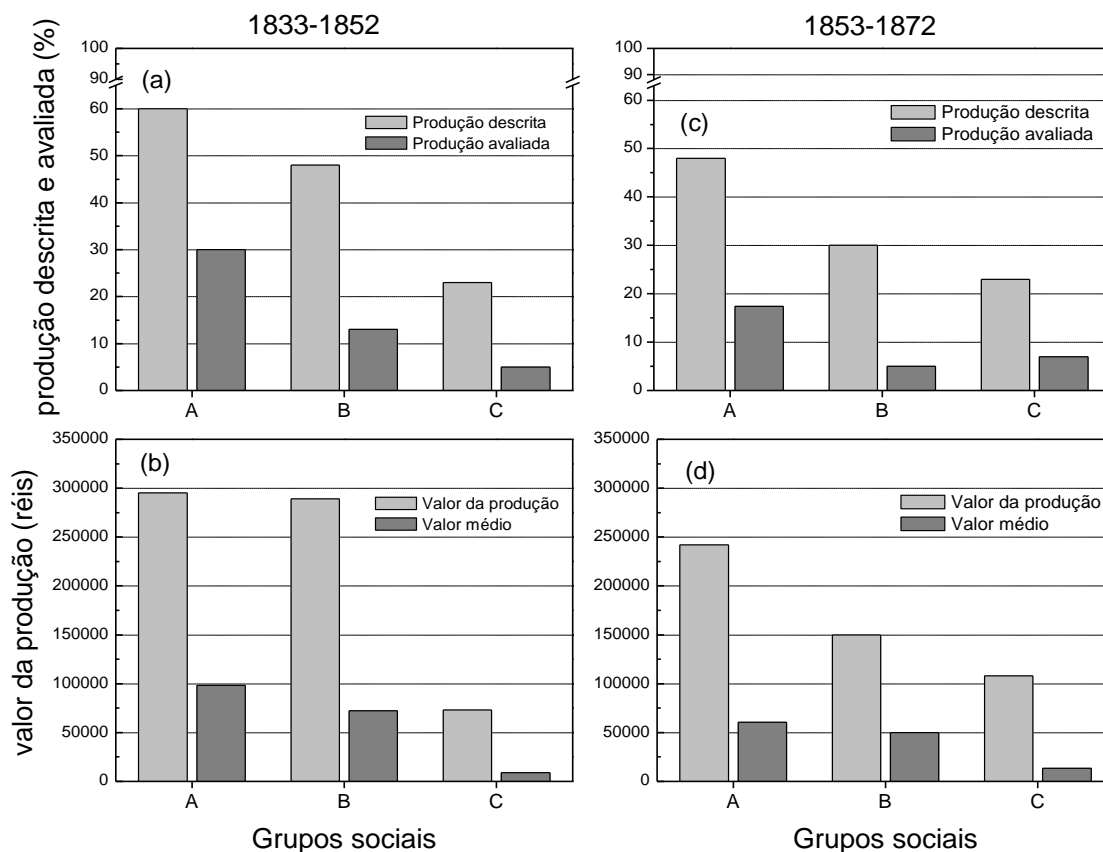 1833-1852
1853-1872
produção descrita e avaliada (%)
(a)
Produção descrita
Produção avaliada
100
90
60
50
40
30
20
10
0
A B C
(c)
Produção descrita
Produção avaliada
100
90
60
50
40
30
20
10
0
A B C
valor da produção (réis)
(b)
Valor da produção
Valor médio
350000
300000
250000
200000
150000
100000
50000
0
A B C
Grupos sociais
(d)
Valor da produção
Valor médio
350000
300000
250000
200000
150000
100000
50000
0
A B C
Grupos sociais